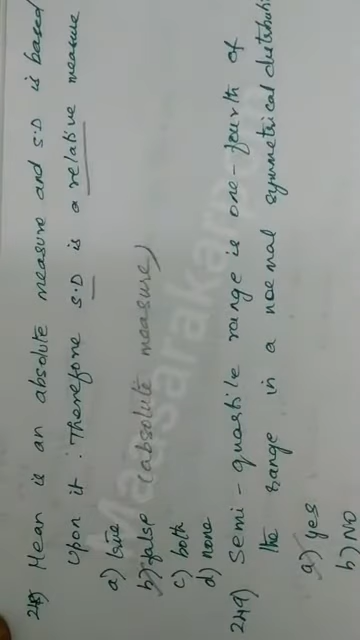 248) Mean is an absolute measure and S.D is based
upon it. Therefore S.D is a relative measure
a) true
b) false (absolute measure)
c) both
d) none
249) Semi-quartile range is one-fourth of
the range in a normal symmetrical distributi
a) yes
b) NO